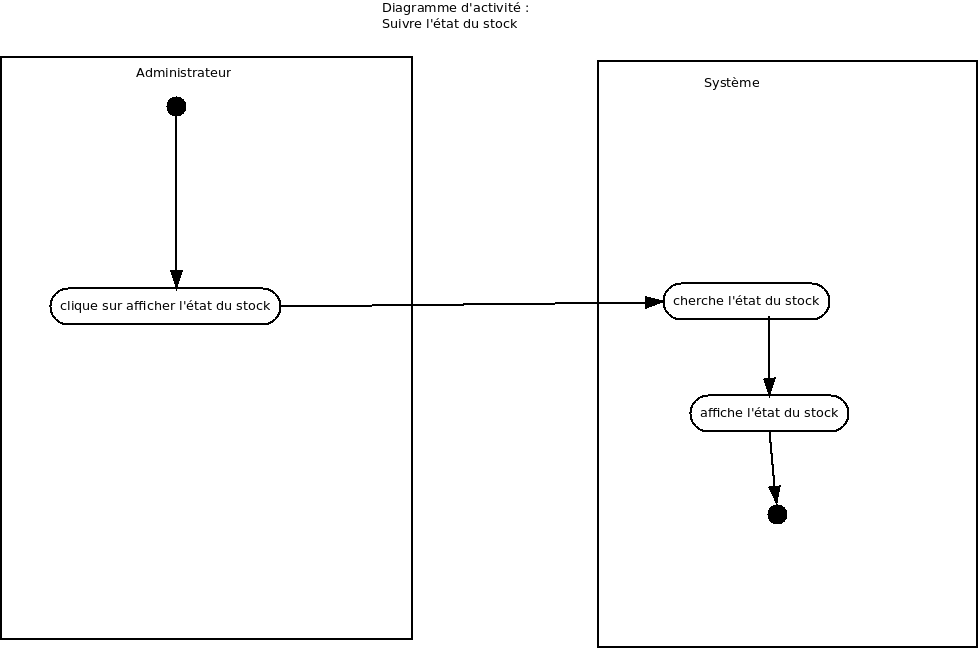 Diagramme d'activité :
Suivre l'état du stock
Administrateur
Système
clique sur afficher l'état du stock
cherche l'état du stock
affiche l'état du stock